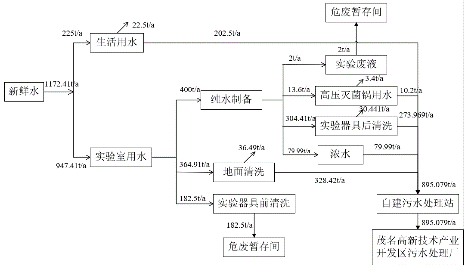 危废暂存间
22.5t/a
225t/a
生活用水
202.5t/a
2t/a
2t/a
实验废液
3.4t/a
新鲜水
1172.41t/a
400t/a
纯水制备
13.6t/a
高压灭菌锅用水
10.2t/a
30.441t/a
304.41t/a
实验器具后清洗
273.969t/a
36.49t/a
79.99t/a
浓水
79.99t/a
947.41t/a
实验室用水
364.91t/a
地面清洗
328.42t/a
895.079t/a
182.5t/a
实验器具前清洗
自建污水处理站
182.5t/a
895.079t/a
危废暂存间
茂名高新技术产业
开发区污水处理厂